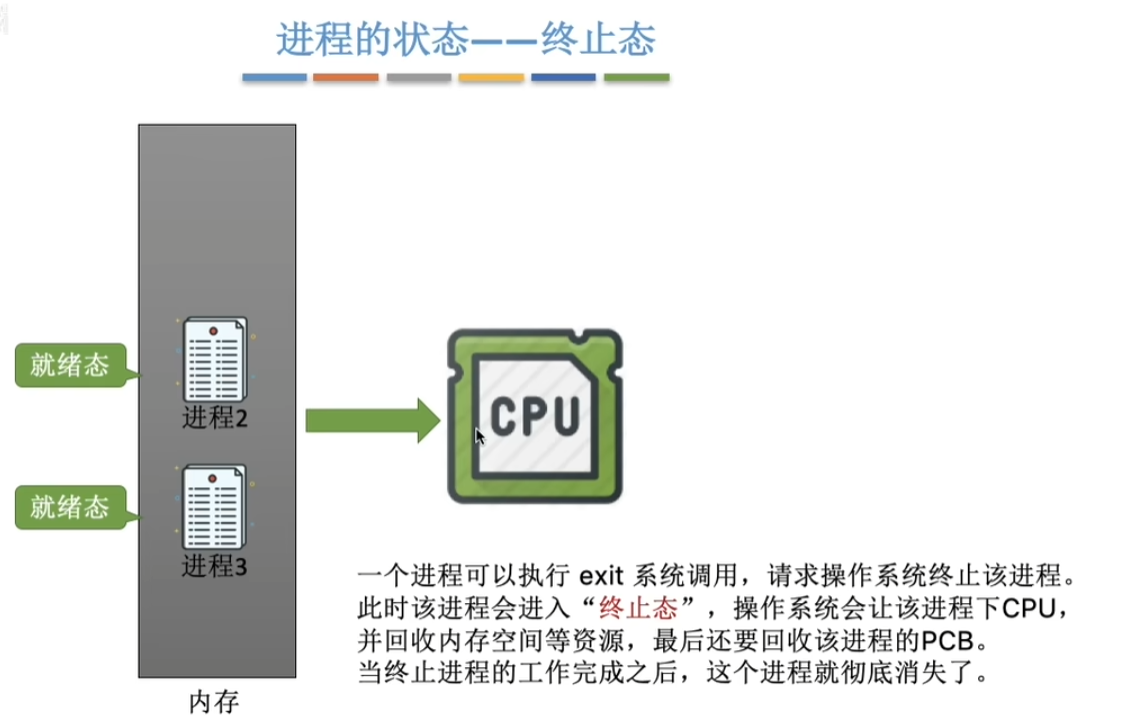 进程的状态——终止态
就绪态
进程2
CPU
就绪态
进程3
一个进程可以执行 exit 系统调用，请求操作系统终止该进程。
此时该进程会进入“终止态”，操作系统会让该进程下CPU，
并回收内存空间等资源，最后还要回收该进程的PCB。
当终止进程的工作完成之后，这个进程就彻底消失了。
内存